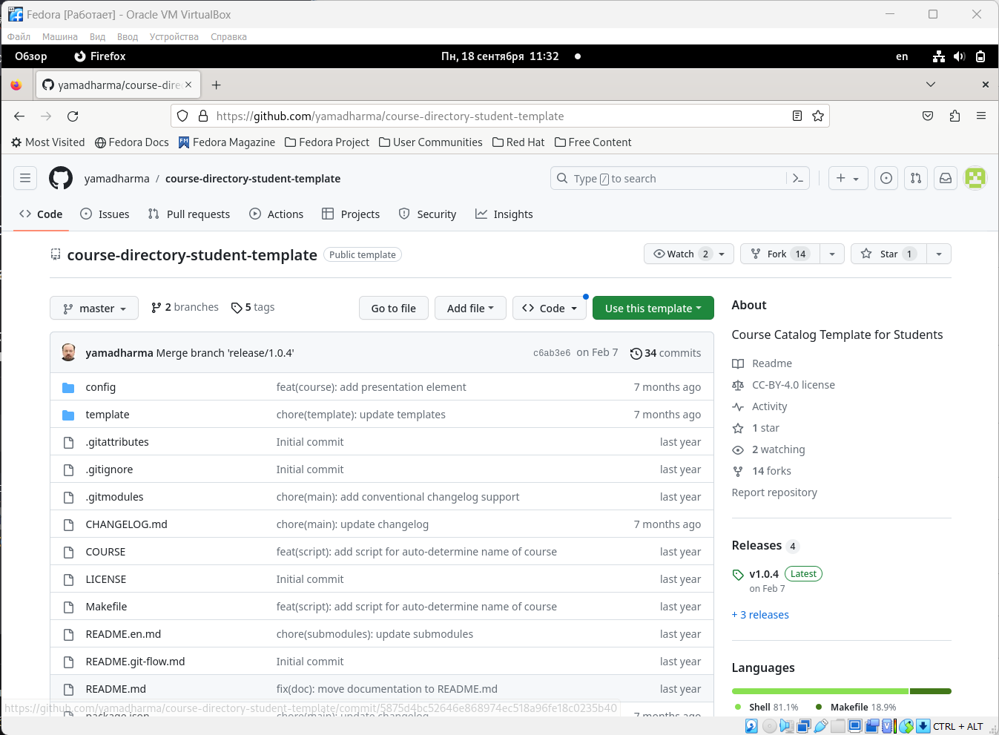 Fedora [Работает] - Oracle VM VirtualBox
Файл Машина Вид Ввод Устройства Справка
Обзор Firefox Пн, 18 сентября 11:32 en
yamadharma/course-dire
https://github.com/yamadharma/course-directory-student-template
Most Visited Fedora Docs Fedora Magazine Fedora Project User Communities Red Hat Free Content
yamadharma / course-directory-student-template Type / to search
Code Issues Pull requests Actions Projects Security Insights
course-directory-student-template Public template Watch 2 Fork 14 Star 1
master 2 branches 5 tags Go to file Add file Code Use this template
yamadharma Merge branch 'release/1.0.4' c6ab3e6 on Feb 7 34 commits
config feat(course): add presentation element 7 months ago
template chore(template): update templates 7 months ago
.gitattributes Initial commit last year
.gitignore Initial commit last year
.gitmodules chore(main): add conventional changelog support last year
CHANGELOG.md chore(main): update changelog 7 months ago
COURSE feat(script): add script for auto-determine name of course last year
LICENSE Initial commit last year
Makefile feat(script): add script for auto-determine name of course last year
README.en.md chore(submodules): update submodules last year
README.git-flow.md Initial commit last year
README.md fix(doc): move documentation to README.md last year
package.json chore(main): update changelog 7 months ago
https://github.com/yamadharma/course-directory-student-template/commit/5875d4bc52646e868974ec518a96fe18c0235b40
About
Course Catalog Template for Students
Readme
CC-BY-4.0 license
Activity
1 star
2 watching
14 forks
Report repository
Releases 4
v1.0.4 Latest
on Feb 7
+ 3 releases
Languages
Shell 81.1% Makefile 18.9%
CTRL + ALT